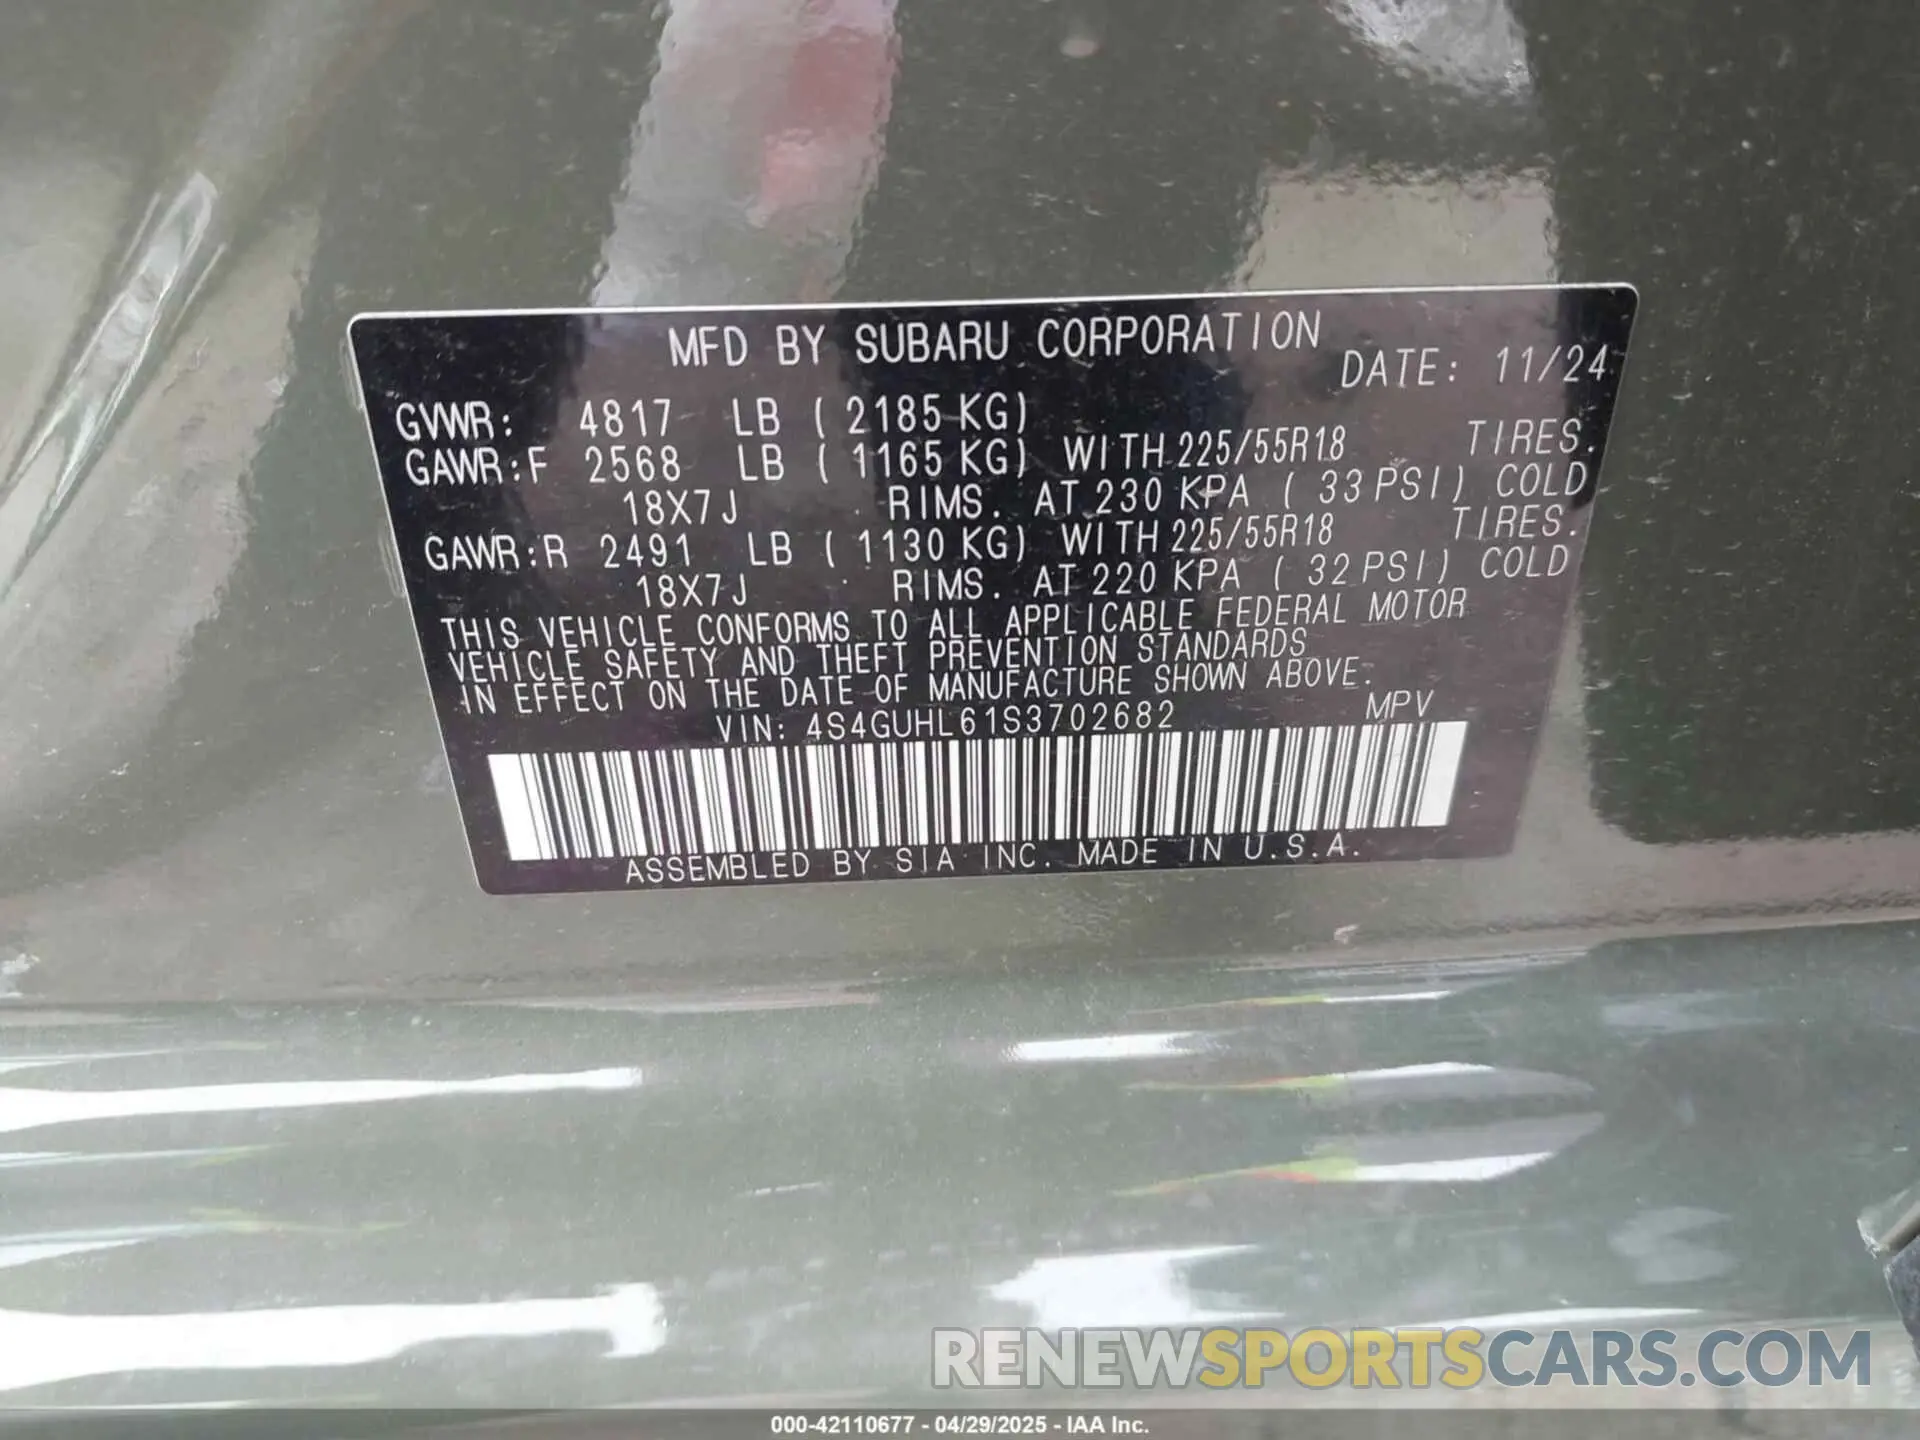 MFD BY SUBARU CORPORATION
DATE: 11/24
GVWR: 4817 LB ( 2185 KG)
GAWR:F 2568 LB ( 1165 KG) WITH 225/55R18 TIRES.
18X7J RIMS. AT 230 KPA ( 33 PSI) COLD
GAWR:R 2491 LB ( 1130 KG) WITH 225/55R18 TIRES.
18X7J RIMS. AT 220 KPA ( 32 PSI) COLD
THIS VEHICLE CONFORMS TO ALL APPLICABLE FEDERAL MOTOR
VEHICLE SAFETY AND THEFT PREVENTION STANDARDS
IN EFFECT ON THE DATE OF MANUFACTURE SHOWN ABOVE.
VIN: 4S4GUHL61S3702682 MPV
ASSEMBLED BY SIA INC. MADE IN U.S.A.
RENEWSPORTSCARS.COM
000-42110677 - 04/29/2025 - IAA Inc.